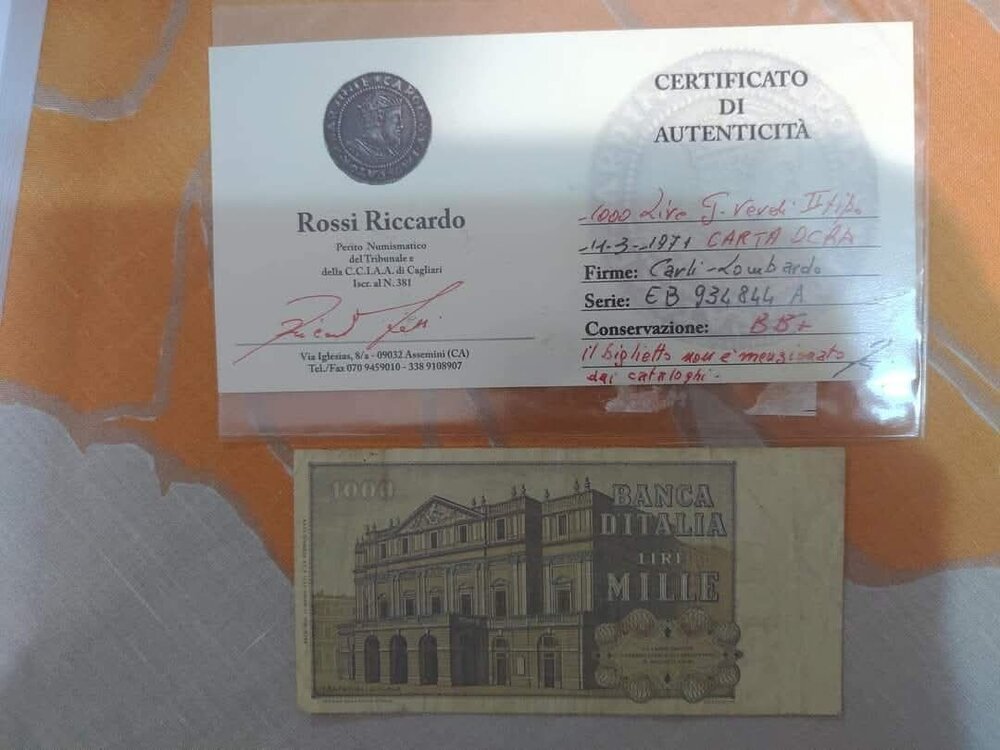 Rossi Riccardo
Perito Numismatico
del Tribunale e
della C.C.I.A.A. di Cagliari
Iscr. al N. 381
Via Iglesias, 8/a - 09032 Assemini (CA)
Tel./Fax 070 9459010 - 338 9108907
CERTIFICATO
DI
AUTENTICITÀ
1000 Lire G. Verdi II tipo
11-3-1971 CARTA OCRA
Firme: Carli-Lombardo
Serie: EB 934844 A
Conservazione: BB+
il biglietto non è menzionato
dai cataloghi.
1000
BANCA
D'ITALIA
LIRE
MILLE